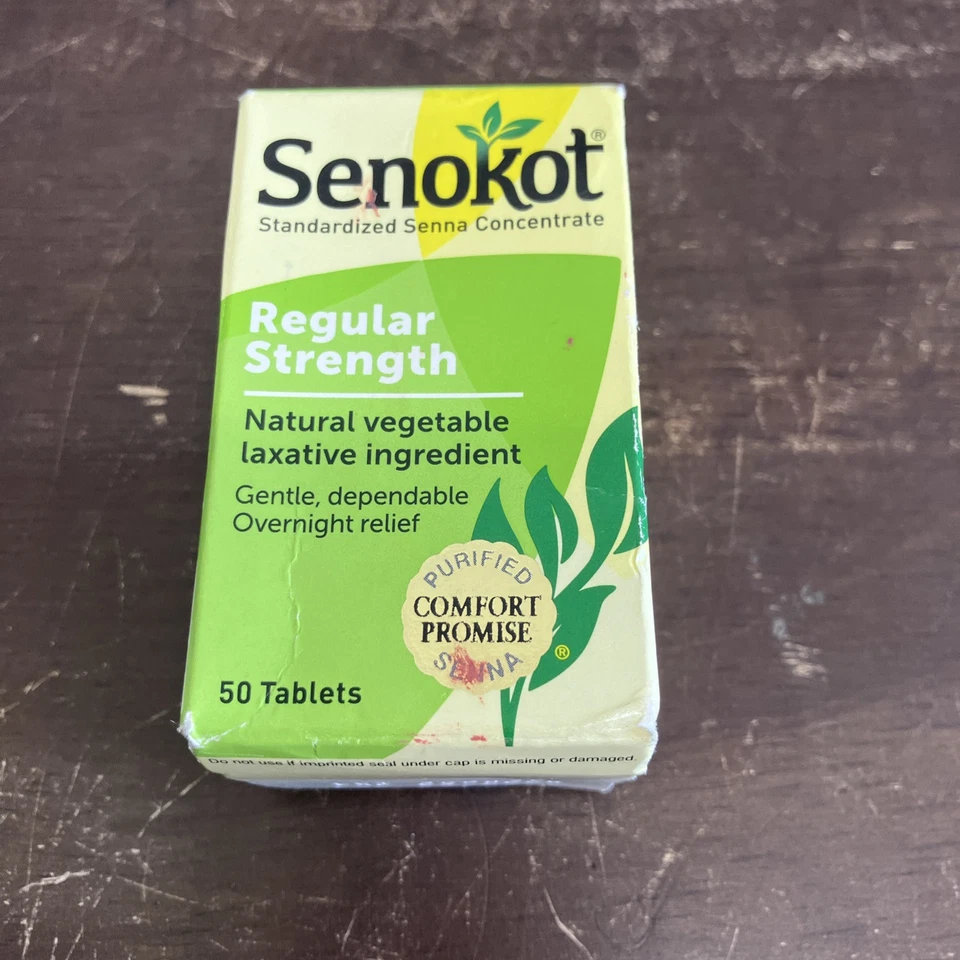 Senokot®
Standardized Senna Concentrate
Regular
Strength
Natural vegetable
laxative ingredient
Gentle, dependable
Overnight relief
PURIFIED
COMFORT
PROMISE
SENNA
®
50 Tablets
Do not use if imprinted seal under cap is missing or damaged.